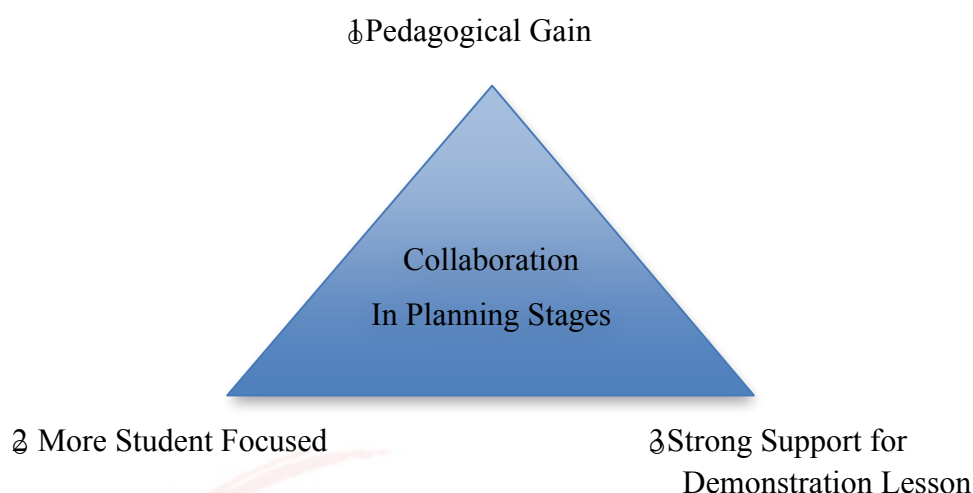 ①Pedagogical Gain
Collaboration
In Planning Stages
② More Student Focused
③Strong Support for
Demonstration Lesson